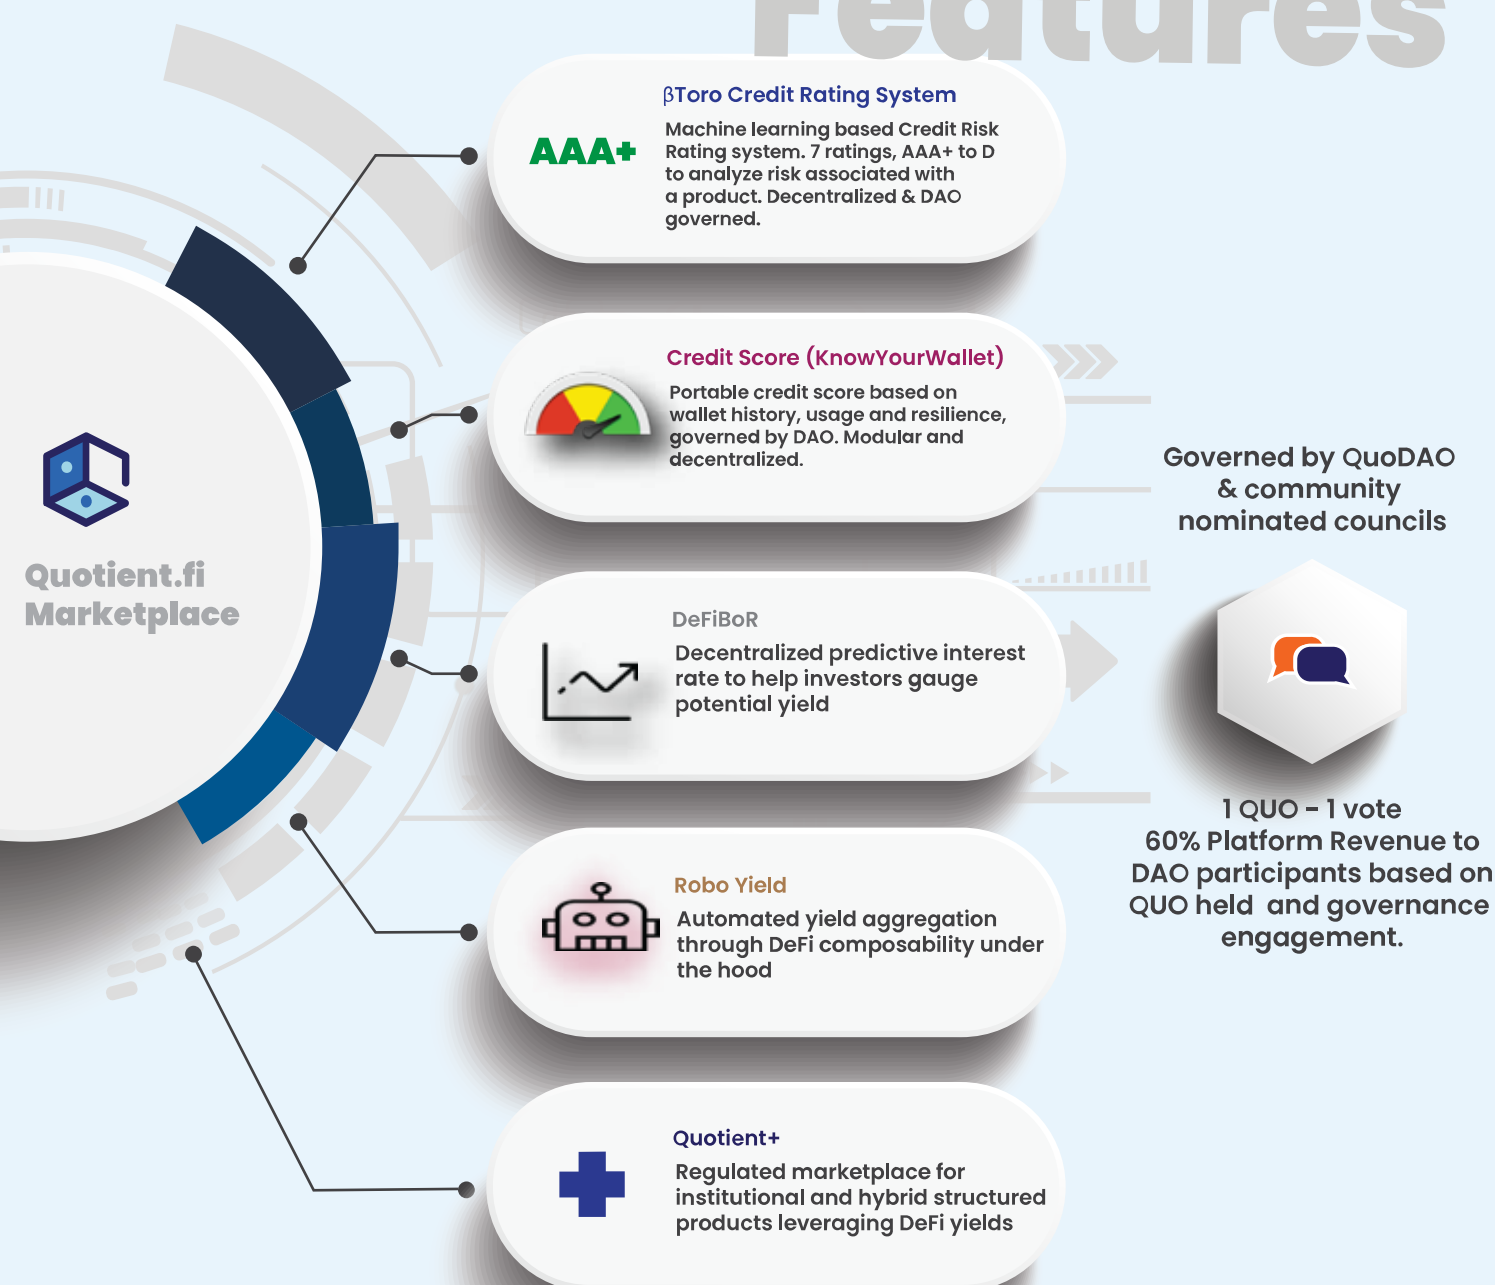 Features
βToro Credit Rating System
AAA+
Machine learning based Credit Risk
Rating system. 7 ratings, AAA+ to D
to analyze risk associated with
a product. Decentralized & DAO
governed.
Credit Score (KnowYourWallet)
Portable credit score based on
wallet history, usage and resilience,
governed by DAO. Modular and
decentralized.
Quotient.fi
Marketplace
DeFiBoR
Decentralized predictive interest
rate to help investors gauge
potential yield
Robo Yield
Automated yield aggregation
through DeFi composability under
the hood
Quotient+
Regulated marketplace for
institutional and hybrid structured
products leveraging DeFi yields
Governed by QuoDAO
& community
nominated councils
1 QUO - 1 vote
60% Platform Revenue to
DAO participants based on
QUO held  and governance
engagement.